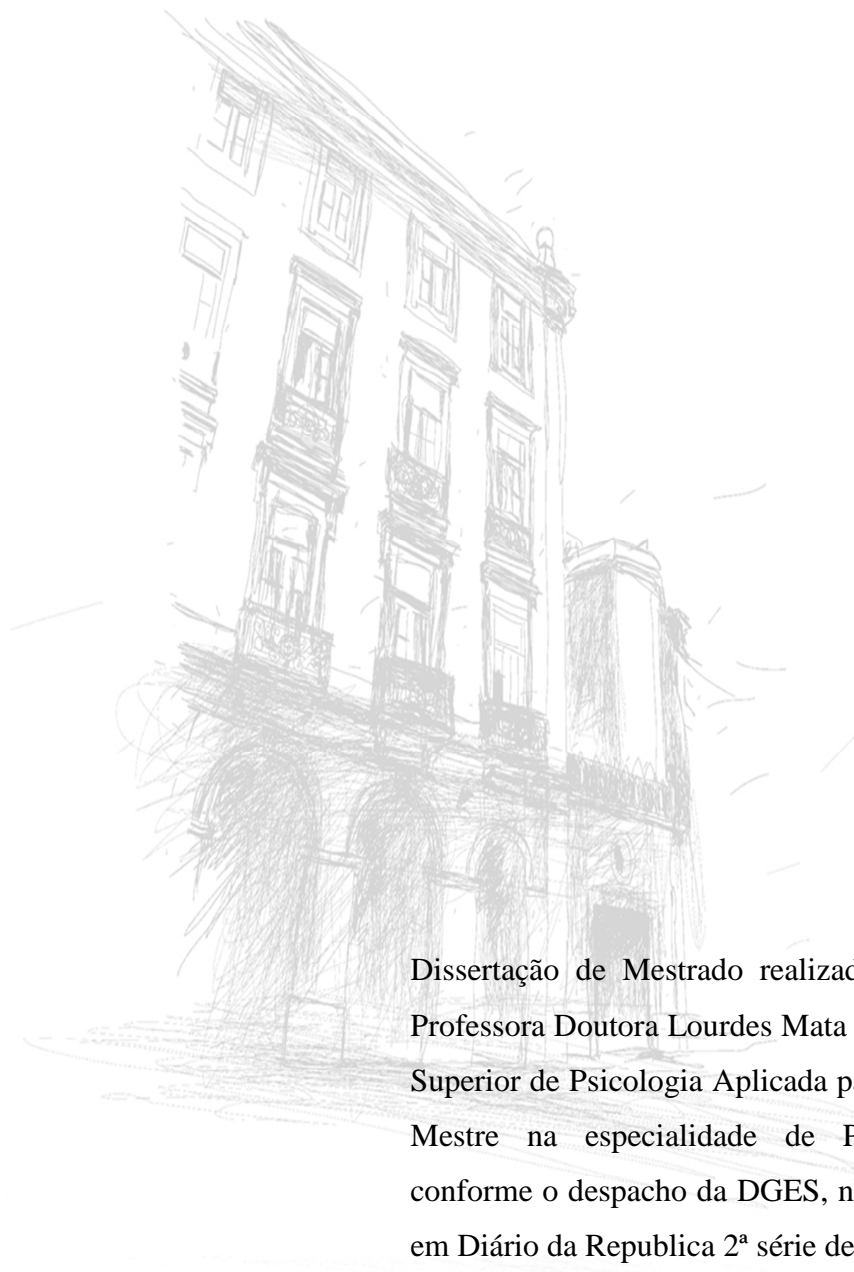 Dissertação de Mestrado realizad
Professora Doutora Lourdes Mata
Superior de Psicologia Aplicada p
Mestre na especialidade de P
conforme o despacho da DGES, n
em Diário da Republica 2ª série de